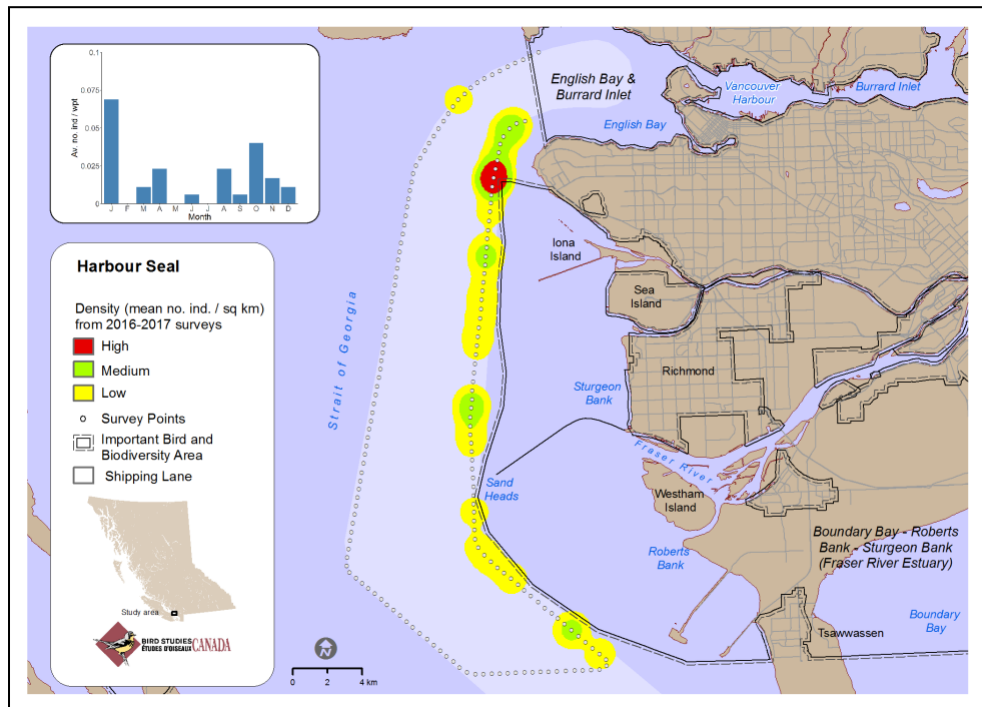 0.1
0.075
0.05
0.025
0
Av. no. ind / wpt
J F M A M J J A S O N D
Month
Harbour Seal
Density (mean no. ind. / sq km)
from 2016-2017 surveys
High
Medium
Low
Survey Points
Important Bird and
Biodiversity Area
Shipping Lane
Study area
BIRD STUDIES
ÉTUDES D'OISEAUX
CANADA
N
0 2 4 km
Strait of Georgia
English Bay &
Burrard Inlet
English Bay
Vancouver
Harbour
Burrard Inlet
Iona
Island
Sea
Island
Richmond
Sturgeon
Bank
Fraser River
Sand
Heads
Westham
Island
Roberts
Bank
Boundary Bay - Roberts
Bank - Sturgeon Bank
(Fraser River Estuary)
Boundary
Bay
Tsawwassen